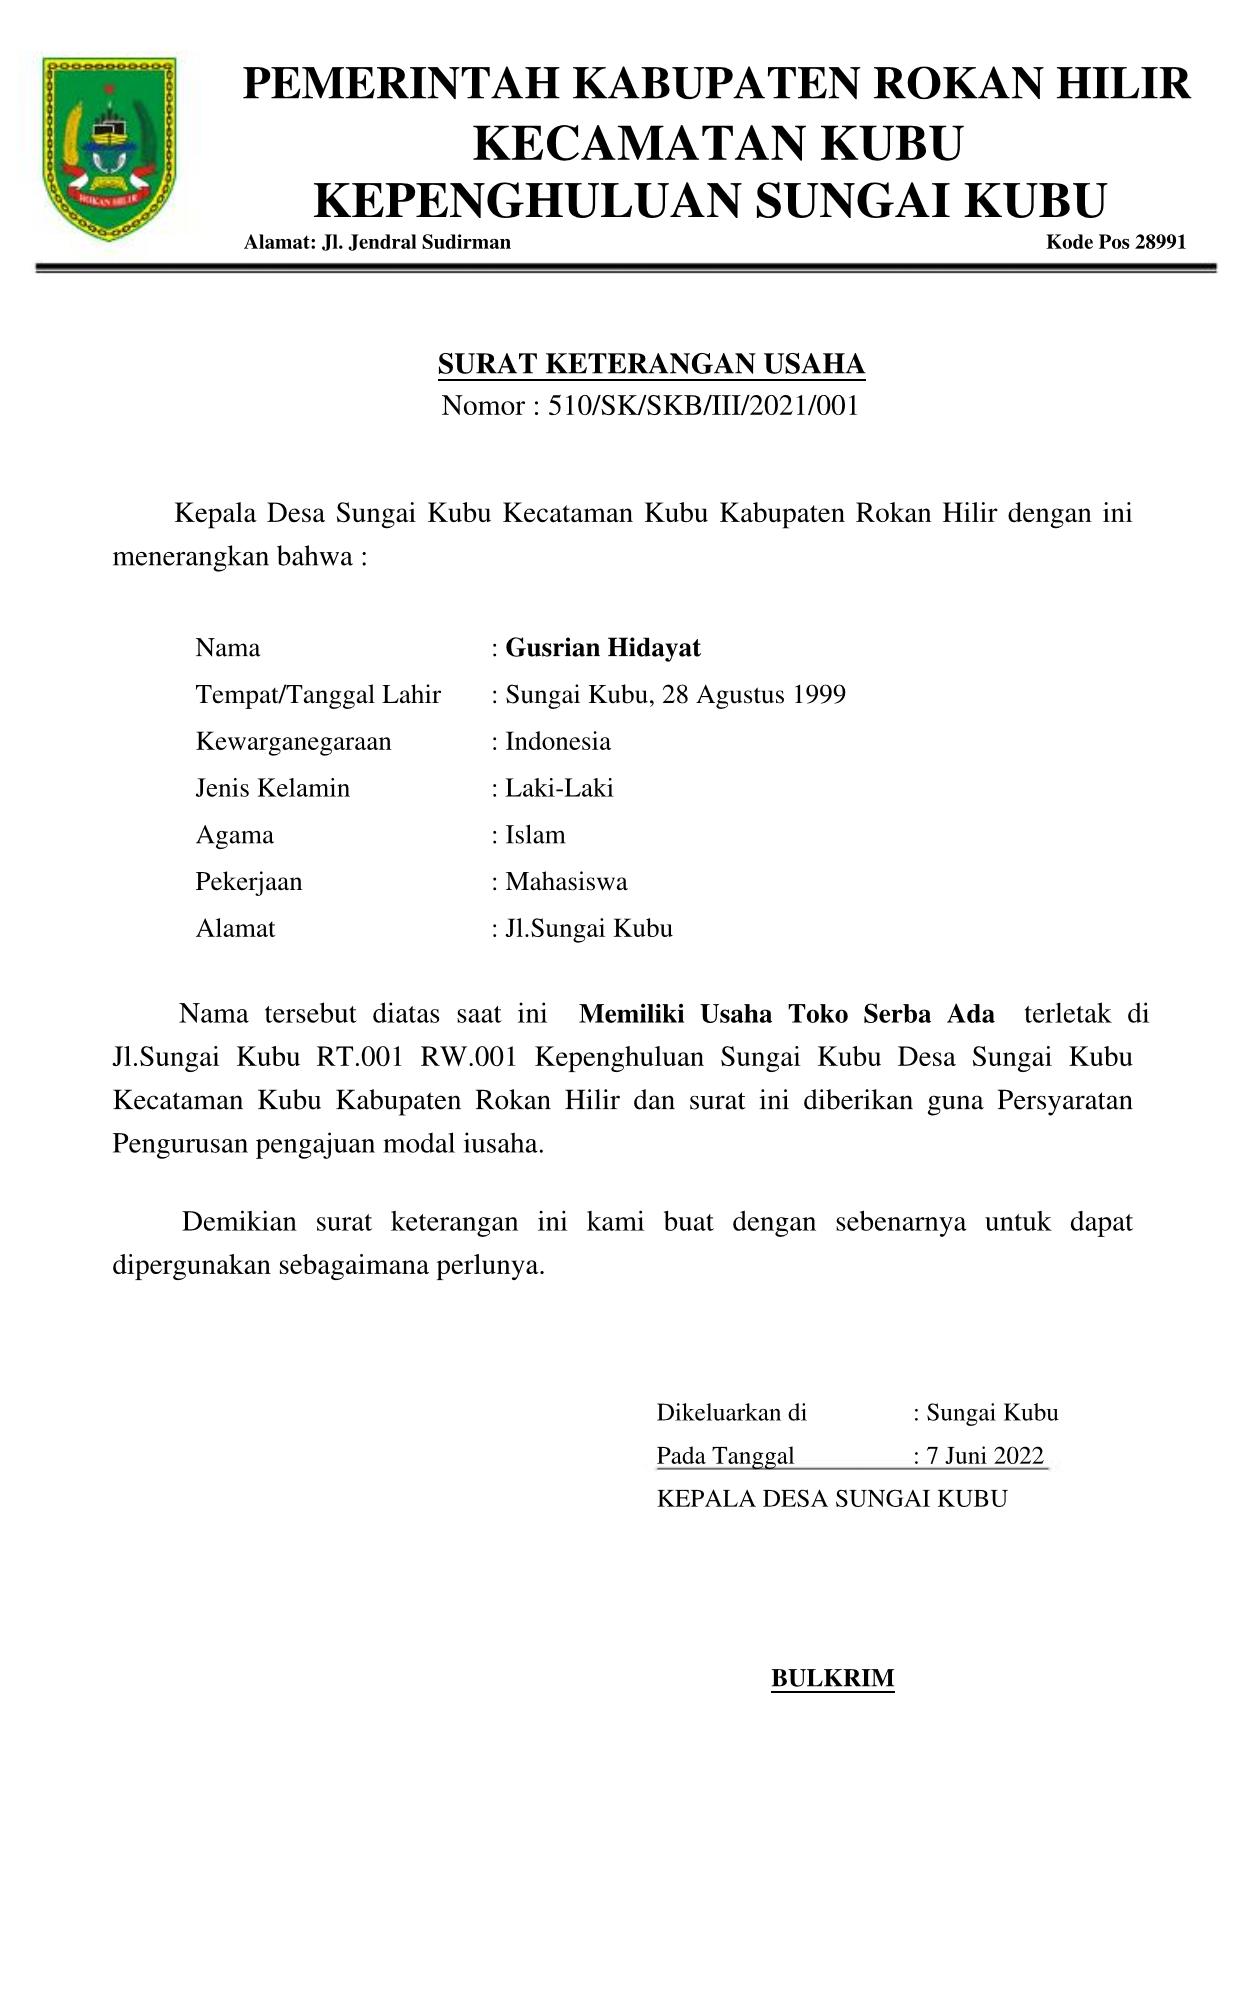 PEMERINTAH KABUPATEN ROKAN HILIR
KECAMATAN KUBU
KEPENGHULUAN SUNGAI KUBU
Alamat: Jl. Jendral Sudirman Kode Pos 28991
ROKAN HILIR
SURAT KETERANGAN USAHA
Nomor : 510/SK/SKB/III/2021/001
Kepala Desa Sungai Kubu Kecataman Kubu Kabupaten Rokan Hilir dengan ini
menerangkan bahwa :
Nama : Gusrian Hidayat
Tempat/Tanggal Lahir : Sungai Kubu, 28 Agustus 1999
Kewarganegaraan : Indonesia
Jenis Kelamin : Laki-Laki
Agama : Islam
Pekerjaan : Mahasiswa
Alamat : Jl.Sungai Kubu
Nama tersebut diatas saat ini Memiliki Usaha Toko Serba Ada terletak di
Jl.Sungai Kubu RT.001 RW.001 Kepenghuluan Sungai Kubu Desa Sungai Kubu
Kecataman Kubu Kabupaten Rokan Hilir dan surat ini diberikan guna Persyaratan
Pengurusan pengajuan modal iusaha.
Demikian surat keterangan ini kami buat dengan sebenarnya untuk dapat
dipergunakan sebagaimana perlunya.
Dikeluarkan di : Sungai Kubu
Pada Tanggal : 7 Juni 2022
KEPALA DESA SUNGAI KUBU
BULKRIM